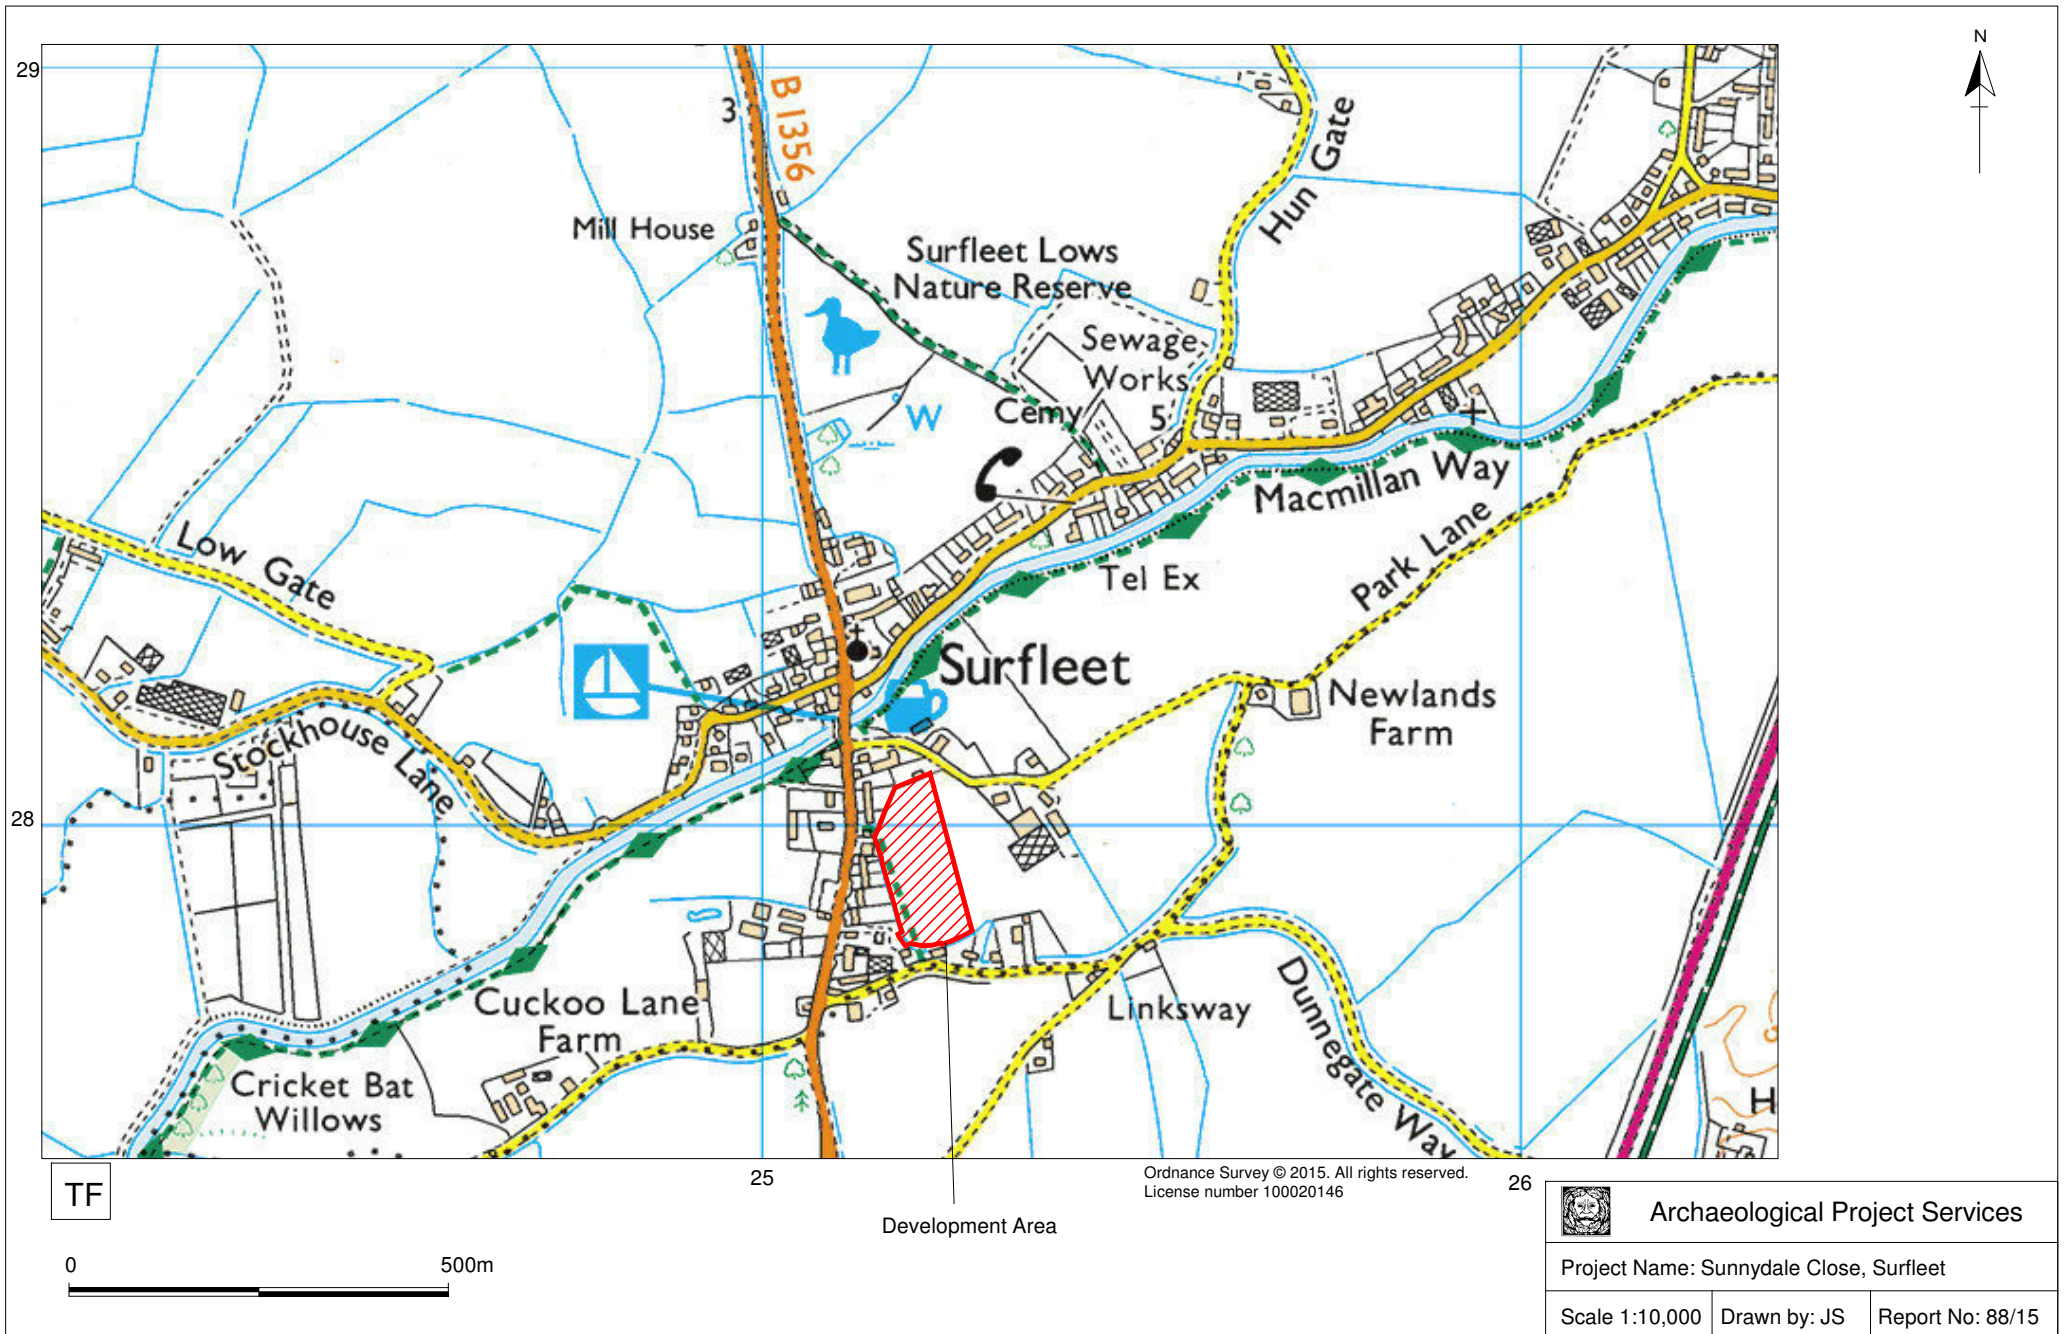 N
29
B 1356
3
Hun Gate
Mill House
Surfleet Lows
Nature Reserve
Sewage
Works
Cemy
5
W
Macmillan Way
Low Gate
Tel Ex
Park Lane
Surfleet
Newlands
Farm
Stockhouse Lane
28
Cuckoo Lane
Farm
Linksway
Dunnegate Way
Cricket Bat
Willows
H
TF
25
26
Ordnance Survey © 2015. All rights reserved.
License number 100020146
Development Area
0 500m
Archaeological Project Services
Project Name: Sunnydale Close, Surfleet
Scale 1:10,000 Drawn by: JS Report No: 88/15